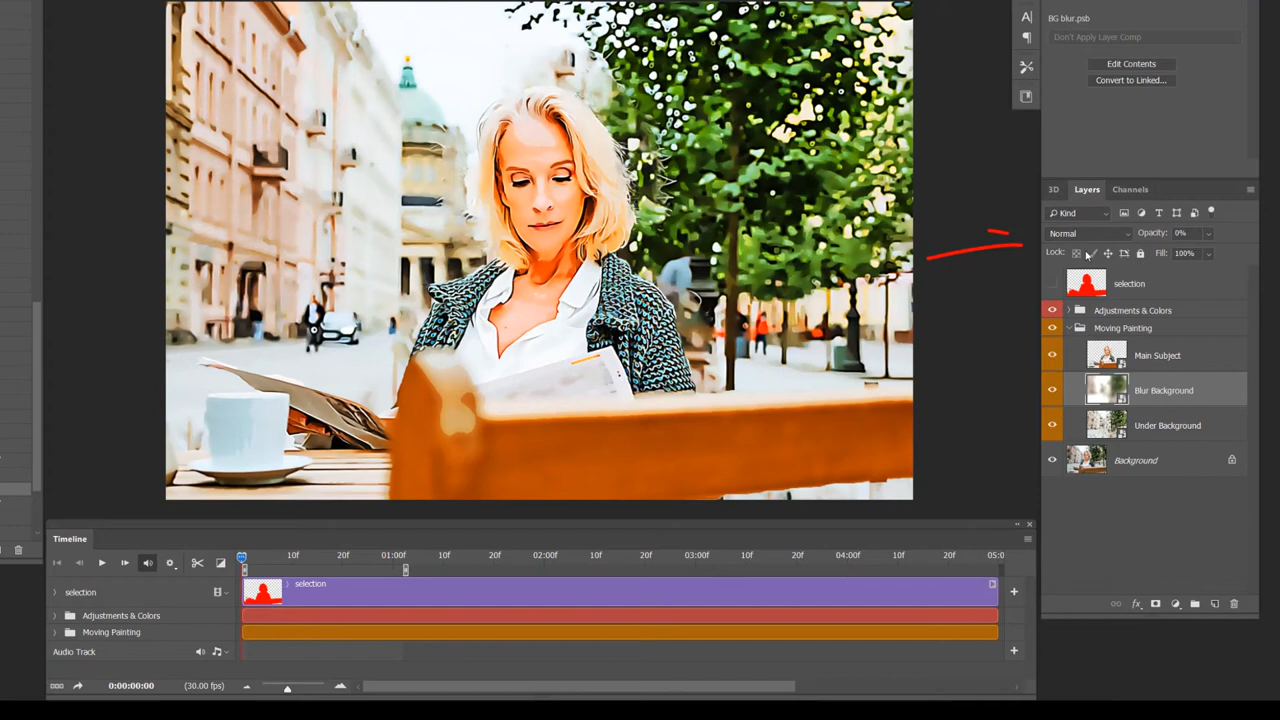 BG blur.psb
Don't Apply Layer Comp
Edit Contents
Convert to Linked...
3D Layers Channels
Kind
Normal Opacity: 0%
Lock: Fill: 100%
selection
Adjustments & Colors
Moving Painting
Main Subject
Blur Background
Under Background
Background
Timeline
10f 20f 01:00f 10f 20f 02:00f 10f 20f 03:00f 10f 20f 04:00f 10f 20f 05:0
selection
selection
Adjustments & Colors
Moving Painting
Audio Track
0:00:00:00 (30.00 fps)